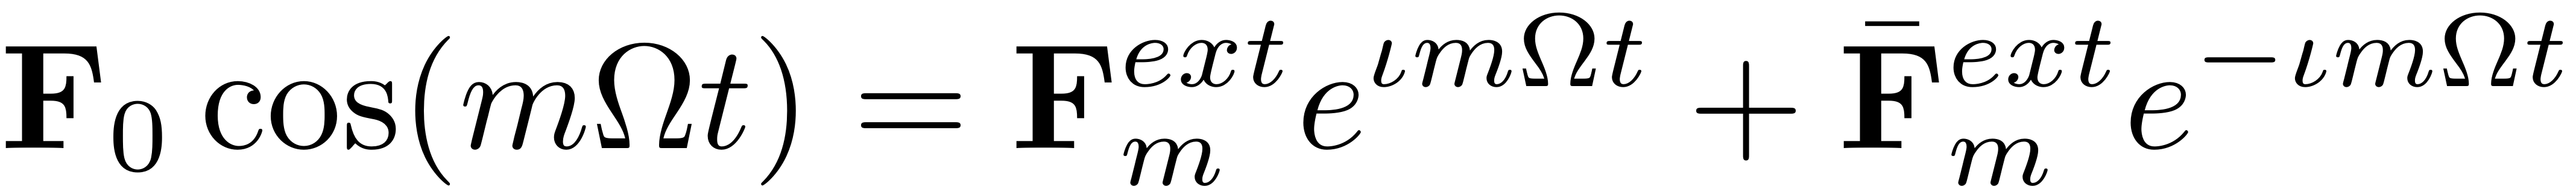 𝐅₀ cos(mΩt) = 𝐅ₘᵉˣᵗ e^{ιmΩt} + 𝐅̄ₘᵉˣᵗ e^{−ιmΩt}